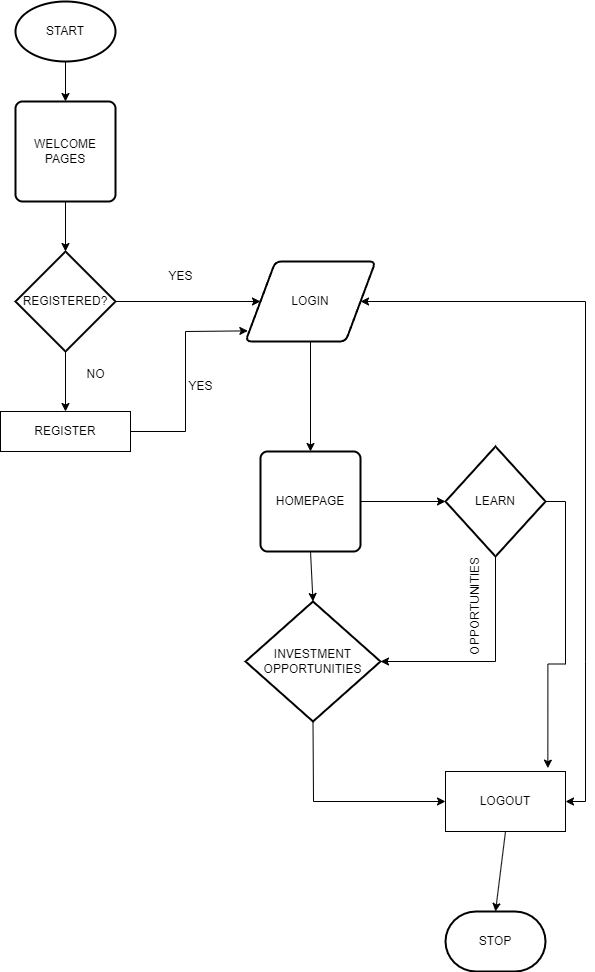 START
WELCOME
PAGES
REGISTERED?
YES
LOGIN
NO
YES
REGISTER
HOMEPAGE
LEARN
OPPORTUNITIES
INVESTMENT
OPPORTUNITIES
LOGOUT
STOP